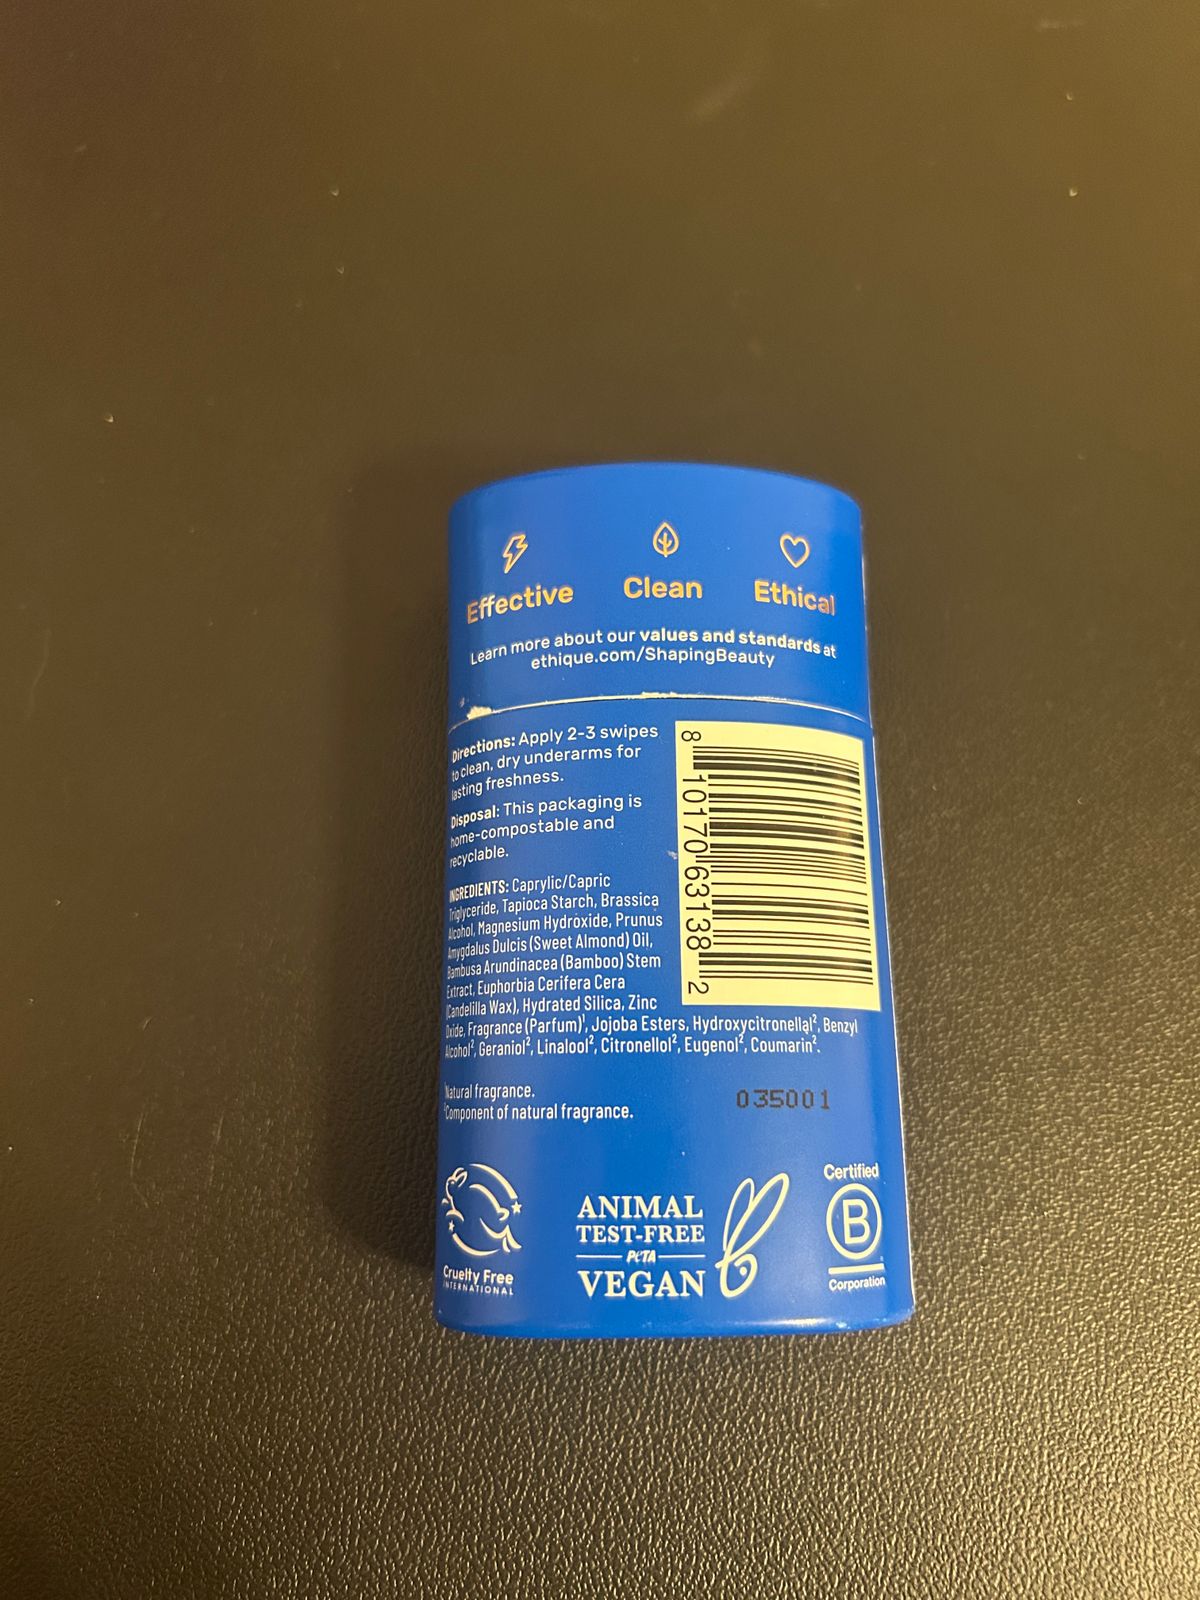 Effective
Clean
Ethical
Learn more about our values and standards at
ethique.com/ShapingBeauty
Directions: Apply 2-3 swipes
to clean, dry underarms for
lasting freshness.
Disposal: This packaging is
home-compostable and
recyclable.
INGREDIENTS: Caprylic/Capric
Triglyceride, Tapioca Starch, Brassica
Alcohol, Magnesium Hydroxide, Prunus
Amygdalus Dulcis (Sweet Almond) Oil,
Bambusa Arundinacea (Bamboo) Stem
Extract, Euphorbia Cerifera Cera
(Candelilla Wax), Hydrated Silica, Zinc
Oxide, Fragrance (Parfum)¹, Jojoba Esters, Hydroxycitronellal², Benzyl
Alcohol², Geraniol², Linalool², Citronellol², Eugenol², Coumarin².
8 10170 63138 2
¹Natural fragrance.
²Component of natural fragrance.
035001
Cruelty Free
INTERNATIONAL
ANIMAL
TEST-FREE
PETA
VEGAN
Certified
B
Corporation